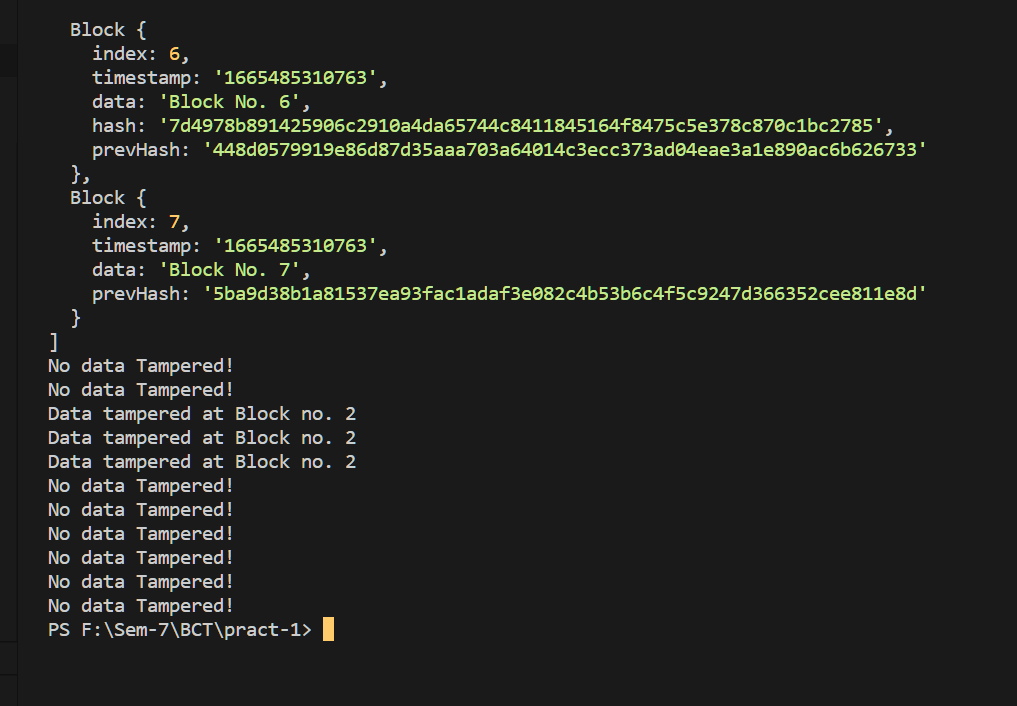 Block {
index: 6,
timestamp: '1665485310763',
data: 'Block No. 6',
hash: '7d4978b891425906c2910a4da65744c8411845164f8475c5e378c870c1bc2785',
prevHash: '448d0579919e86d87d35aaa703a64014c3ecc373ad04eae3a1e890ac6b626733'
},
Block {
index: 7,
timestamp: '1665485310763',
data: 'Block No. 7',
prevHash: '5ba9d38b1a81537ea93fac1adaf3e082c4b53b6c4f5c9247d366352cee811e8d'
}
]
No data Tampered!
No data Tampered!
Data tampered at Block no. 2
Data tampered at Block no. 2
Data tampered at Block no. 2
No data Tampered!
No data Tampered!
No data Tampered!
No data Tampered!
No data Tampered!
No data Tampered!
PS F:\Sem-7\BCT\pract-1>